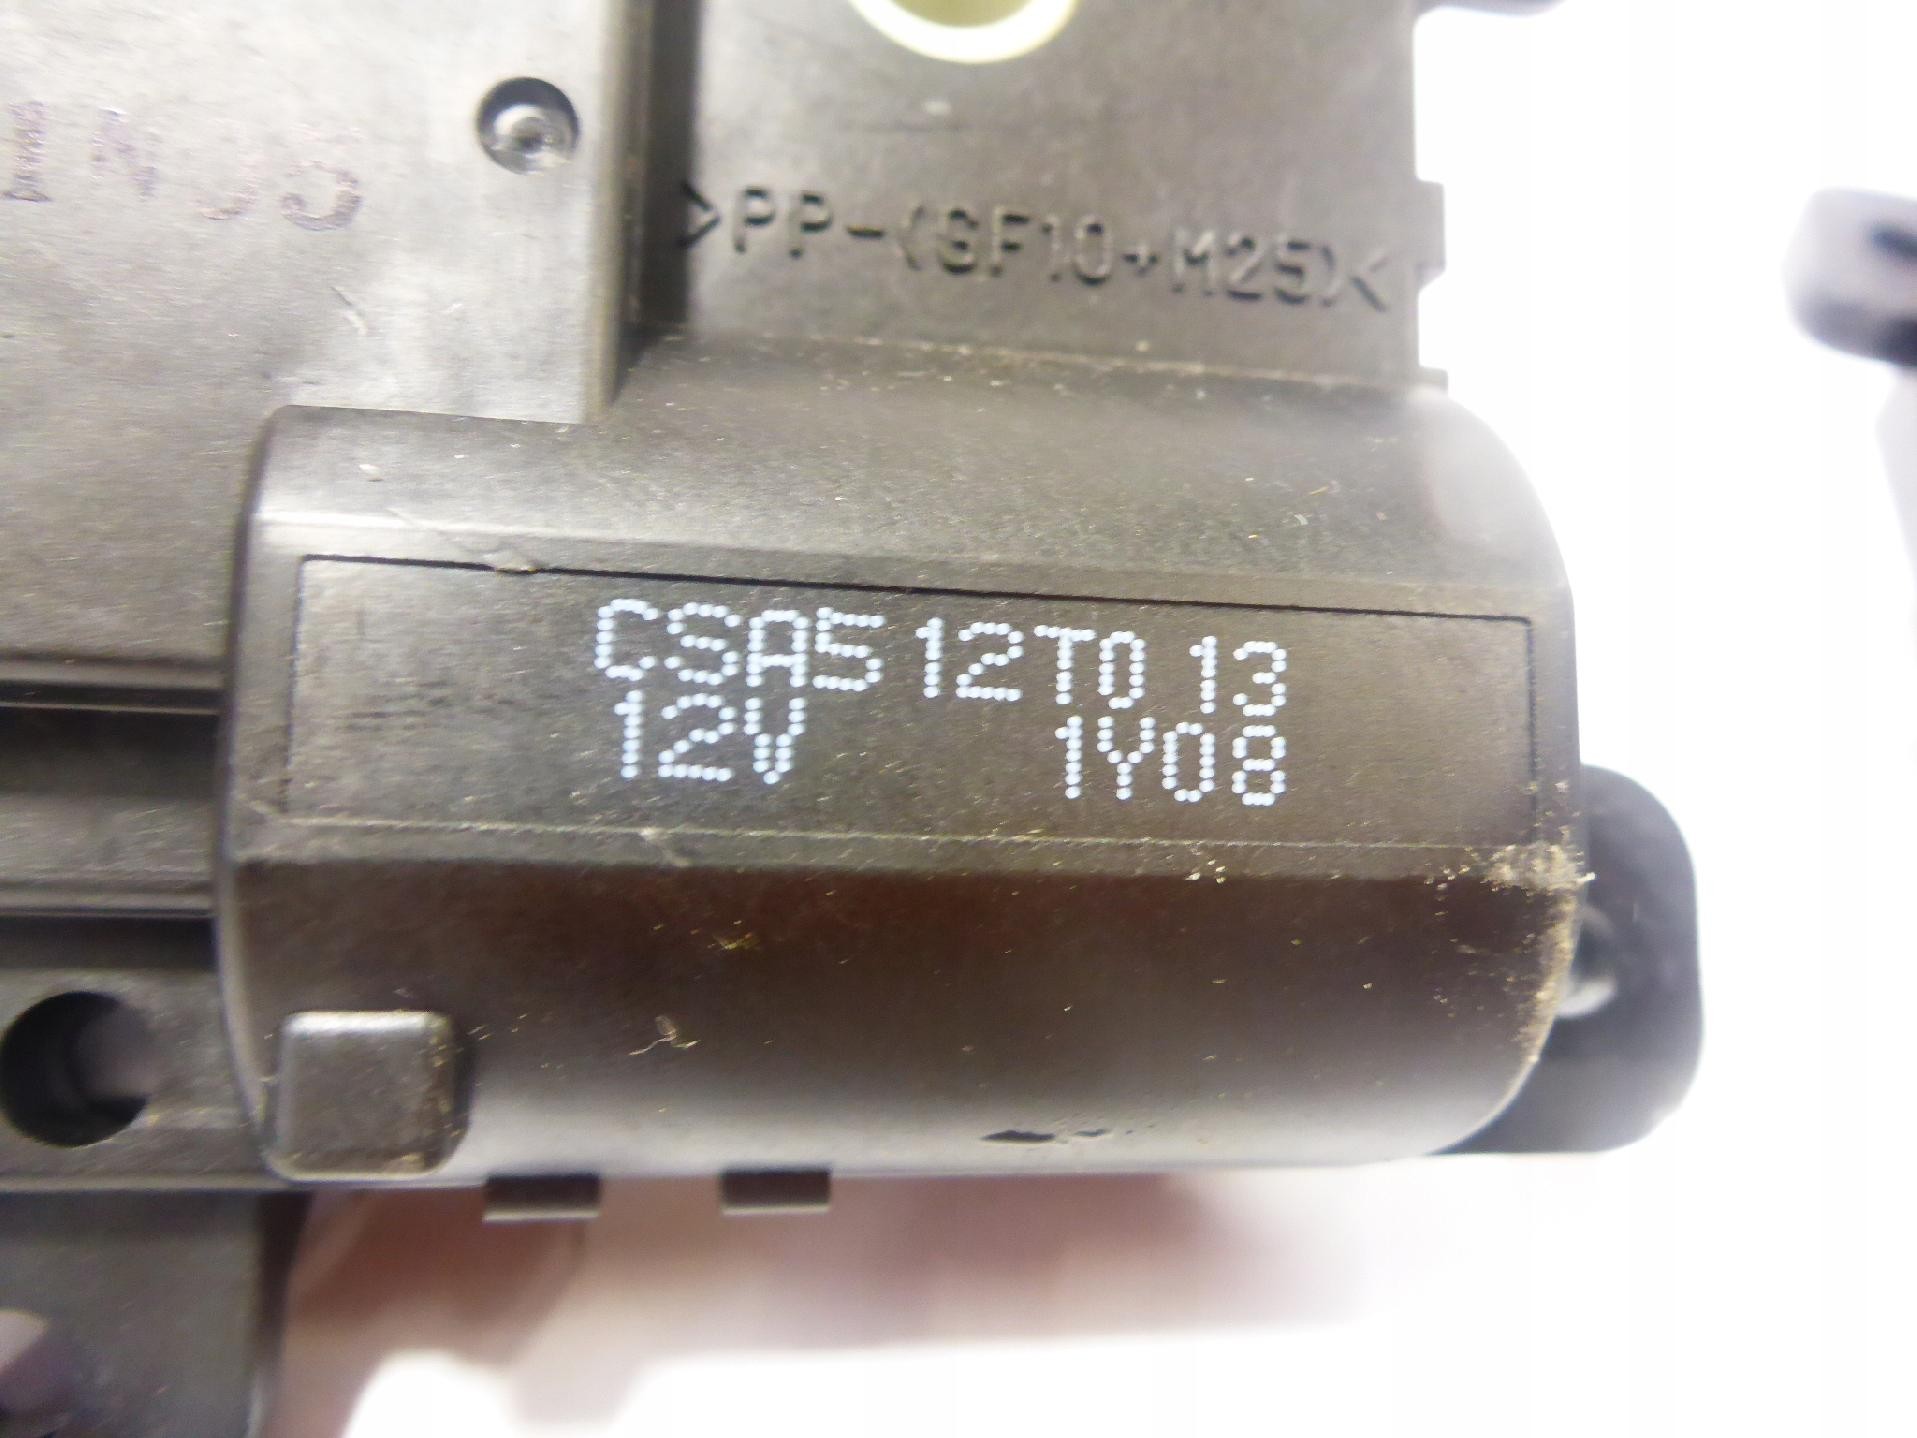 >PP-(GF10+M25)<
CSA512T013
12V 1Y08